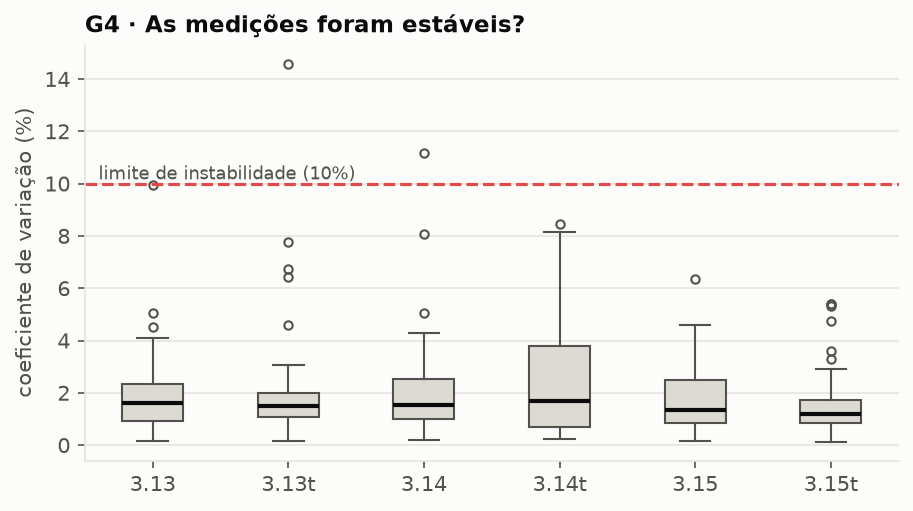 G4 · As medições foram estáveis?
coeficiente de variação (%)
14
12
10
8
6
4
2
0
limite de instabilidade (10%)
3.13
3.13t
3.14
3.14t
3.15
3.15t